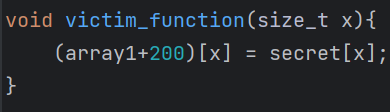 void victim_function(size_t x){
    (array1+200)[x] = secret[x];
}